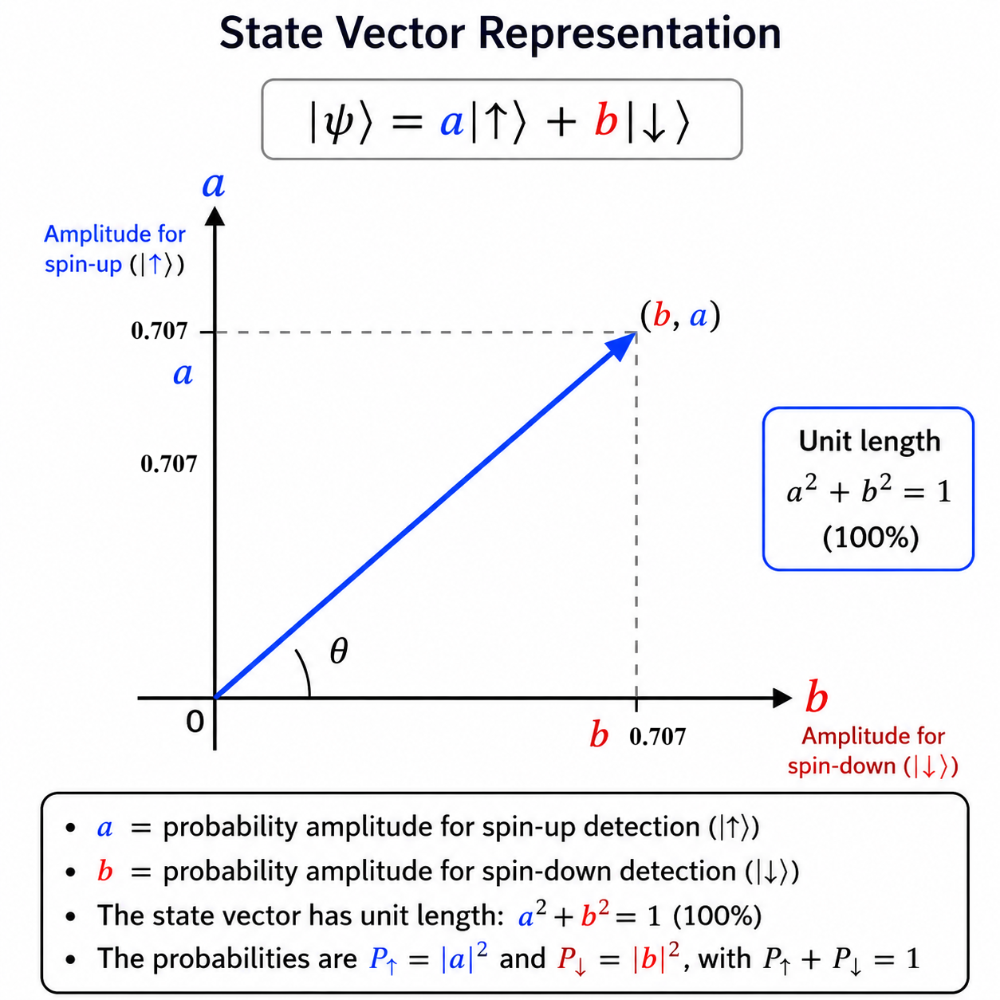 State Vector Representation
|ψ⟩ = a|↑⟩ + b|↓⟩
a
Amplitude for
spin-up (|↑⟩)
0.707
(b, a)
a
Unit length
a² + b² = 1
(100%)
0.707
θ
0
b
b 0.707
Amplitude for
spin-down (|↓⟩)
• a = probability amplitude for spin-up detection (|↑⟩)
• b = probability amplitude for spin-down detection (|↓⟩)
• The state vector has unit length: a² + b² = 1 (100%)
• The probabilities are P↑ = |a|² and P↓ = |b|², with P↑ + P↓ = 1